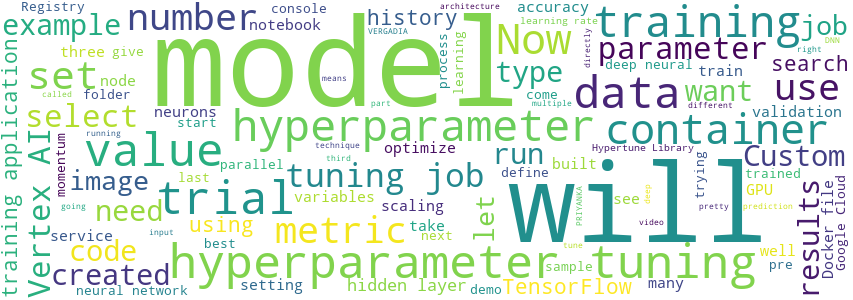 Registry
example
number
console
history
architecture
accuracy
learning rate
DNN
training
job
notebook
VERGADIA
process
learning
Now
directly
parameter
right
three
give
model
type
deep neural
train
search
set
node
folder
means
called
neurons
start
part
come
multiple
data
want
different
use
validation
select
hyperparameter
container
training application
Vertex AI
running
value
technique
third
optimize
run
define
Hypertune Library
built
trying
Custom
trained
GPU
momentum
image
parallel
last
trial
tuning job
variables
scaling
see
deep
PRIYANKA
will
video
pretty
prediction
results
Docker file
Google Cloud
going
need
input
using
metric
let
take
next
service
code
best
tune
well
pre
created
hyperparameter tuning
sample
many
neural network
setting
hidden layer
demo
TensorFlow